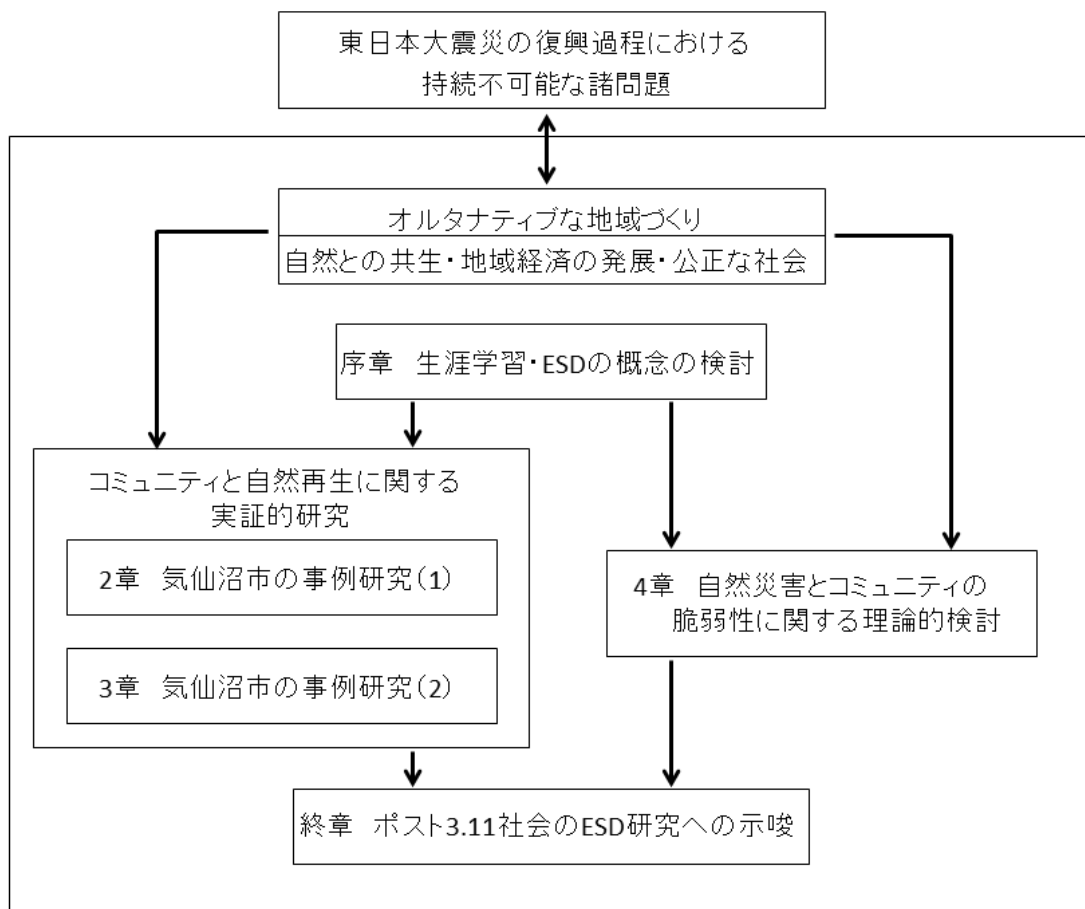 東日本大震災の復興過程における
持続不可能な諸問題
オルタナティブな地域づくり
自然との共生・地域経済の発展・公正な社会
序章 生涯学習・ESDの概念の検討
コミュニティと自然再生に関する
実証的研究
2章 気仙沼市の事例研究(1)
3章 気仙沼市の事例研究(2)
4章 自然災害とコミュニティの
脆弱性に関する理論的検討
終章 ポスト3.11社会のESD研究への示唆